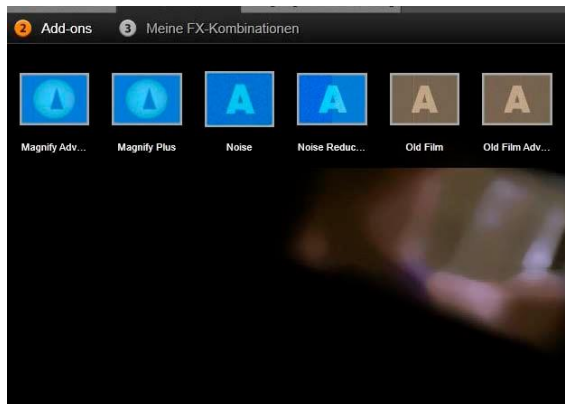 2 Add-ons 3 Meine FX-Kombinationen
A A A A
Magnify Adv... Magnify Plus Noise Noise Reduc... Old Film Old Film Adv...